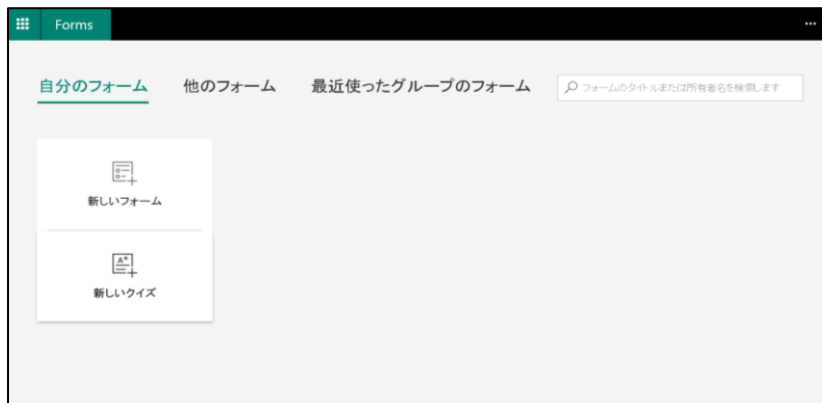 Forms
自分のフォーム 他のフォーム 最近使ったグループのフォーム フォームのタイトルまたは所有者名を検索します
新しいフォーム
A+
新しいクイズ